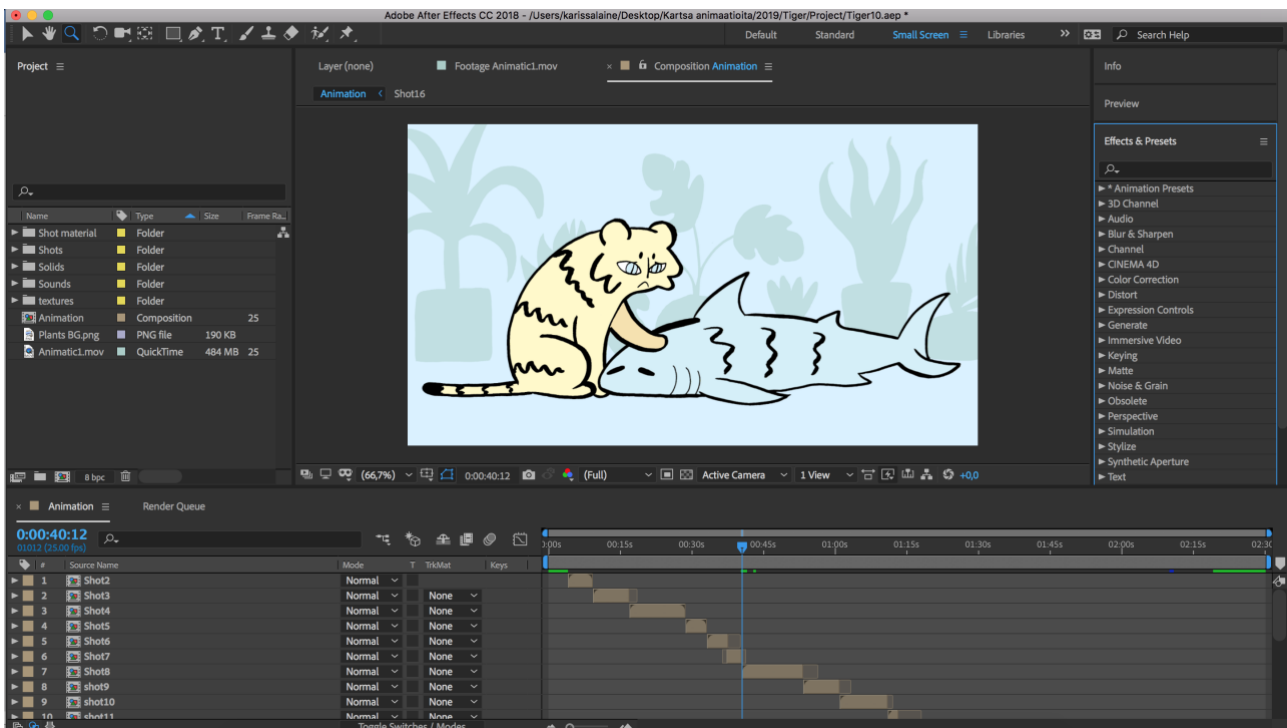 Adobe After Effects CC 2018 - /Users/karissalaine/Desktop/Kartsa animaatioita/2019/Tiger/Project/Tiger10.aep *
Default Standard Small Screen Libraries Search Help
Project
Layer (none) Footage Animatic1.mov Composition Animation
Animation Shot16
Info
Preview
Effects & Presets
* Animation Presets
3D Channel
Audio
Blur & Sharpen
Channel
CINEMA 4D
Color Correction
Distort
Expression Controls
Generate
Immersive Video
Keying
Matte
Noise & Grain
Obsolete
Perspective
Simulation
Stylize
Synthetic Aperture
Text
Name Type Size Frame Ra..
Shot material Folder
Shots Folder
Solids Folder
Sounds Folder
textures Folder
Animation Composition 25
Plants BG.png PNG file 190 KB
Animatic1.mov QuickTime 484 MB 25
8 bpc
(66,7%) 0:00:40:12 (Full) Active Camera 1 View +0,0
Animation Render Queue
0:00:40:12
01012 (25.00 fps)
# Source Name Mode T TrkMat Keys
):00s 00:15s 00:30s 00:45s 01:00s 01:15s 01:30s 01:45s 02:00s 02:15s 02:30
1 Shot2 Normal
2 Shot3 Normal None
3 Shot4 Normal None
4 Shot5 Normal None
5 Shot6 Normal None
6 Shot7 Normal None
7 Shot8 Normal None
8 shot9 Normal None
9 shot10 Normal None
10 shot11 Normal None
Toggle Switches / Modes